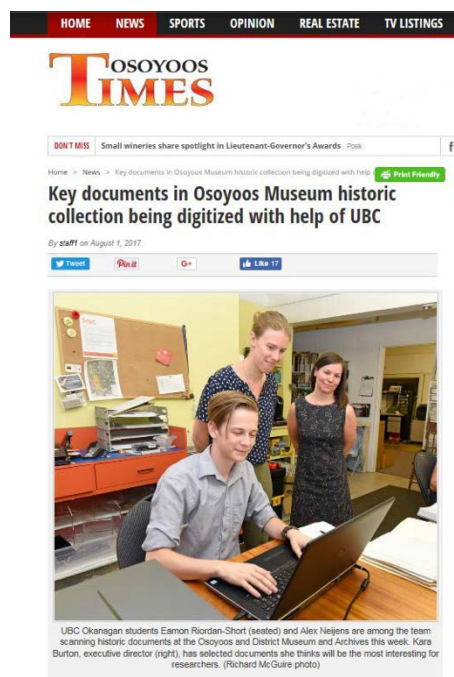 HOME NEWS SPORTS OPINION REAL ESTATE TV LISTINGS
OSOYOOS
TIMES
DON'T MISS Small wineries share spotlight in Lieutenant-Governor's Awards
Home > News > Key documents in Osoyoos Museum historic collection being digitized with help
Print Friendly
Key documents in Osoyoos Museum historic
collection being digitized with help of UBC
By staff1 on August 1, 2017
Tweet Pin it G+ Like 17
UBC Okanagan students Eamon Riordan-Short (seated) and Alex Neijens are among the team
scanning historic documents at the Osoyoos and District Museum and Archives this week. Kara
Burton, executive director (right), has selected documents she thinks will be the most interesting for
researchers. (Richard McGuire photo)